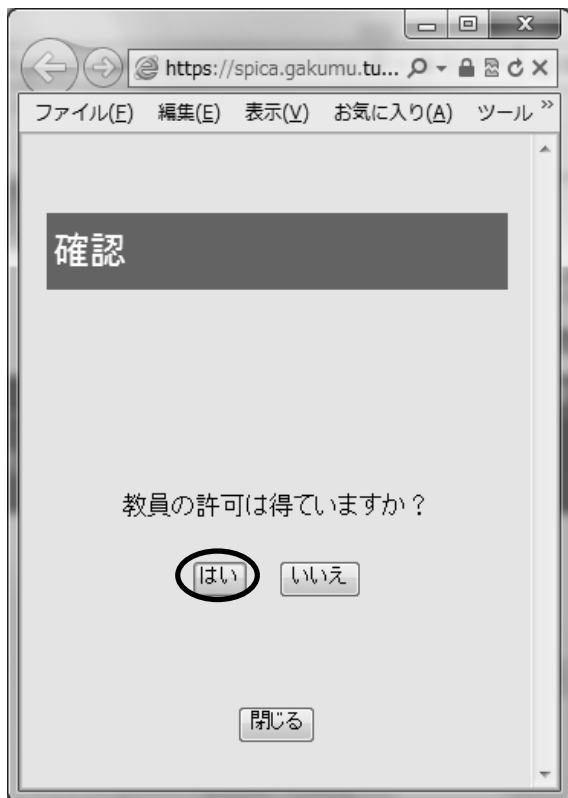 https://spica.gakumu.tu...
ファイル(F) 編集(E) 表示(V) お気に入り(A) ツール »
確認
教員の許可は得ていますか？
はい いいえ
閉じる